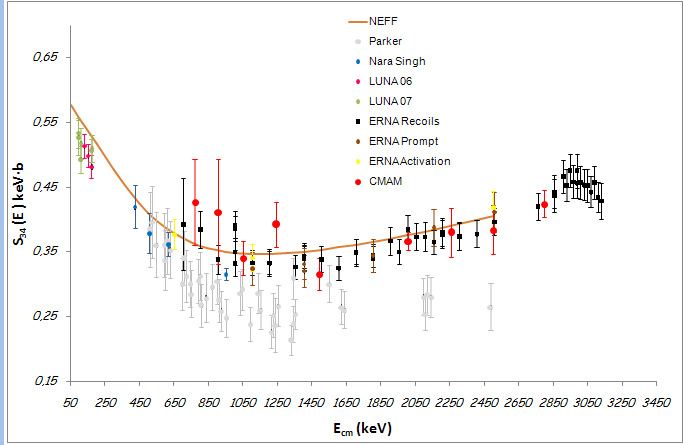 NEFF
Parker
Nara Singh
LUNA 06
LUNA 07
ERNA Recoils
ERNA Prompt
ERNA Activation
CMAM
0,65
0,55
0,45
0,35
0,25
0,15
S34 (E ) keV·b
50 250 450 650 850 1050 1250 1450 1650 1850 2050 2250 2450 2650 2850 3050 3250 3450
Ecm (keV)